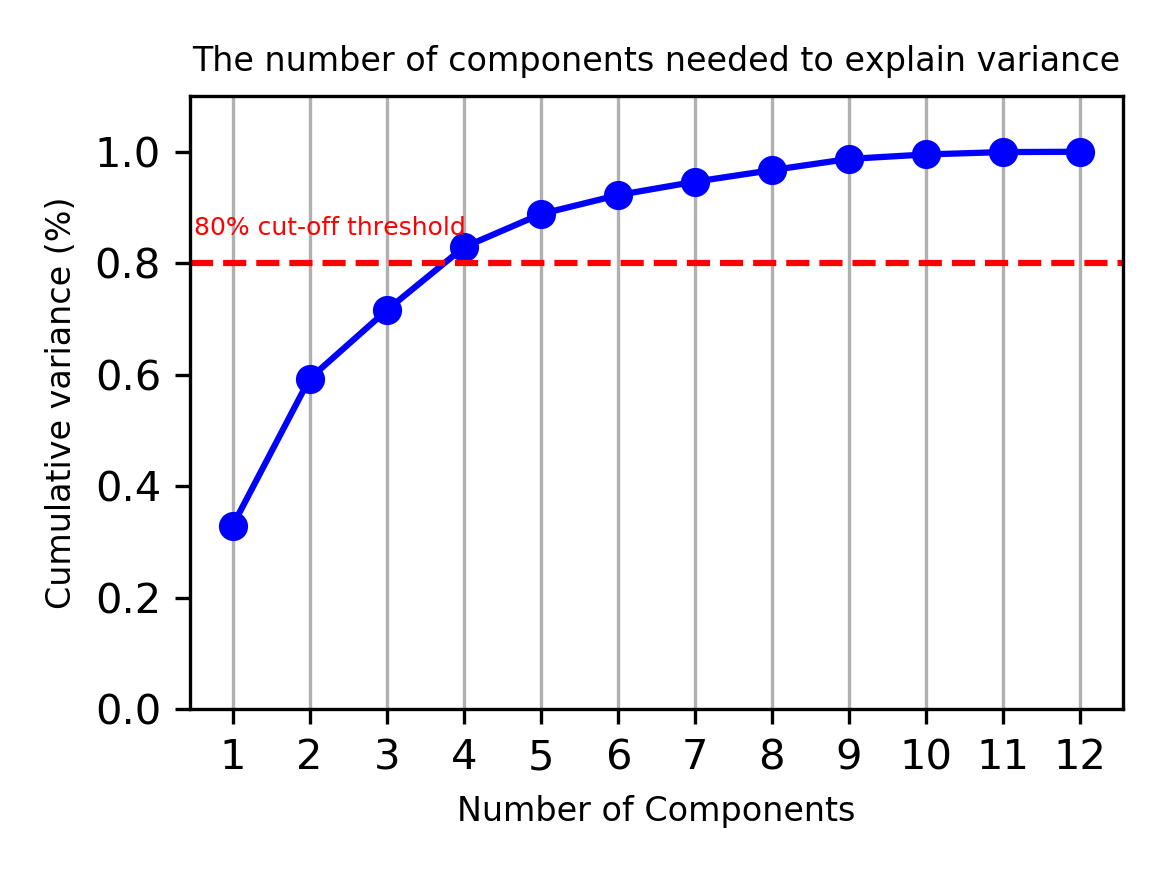 The number of components needed to explain variance
Cumulative variance (%)
1.0
0.8
0.6
0.4
0.2
0.0
80% cut-off threshold
1 2 3 4 5 6 7 8 9 10 11 12
Number of Components